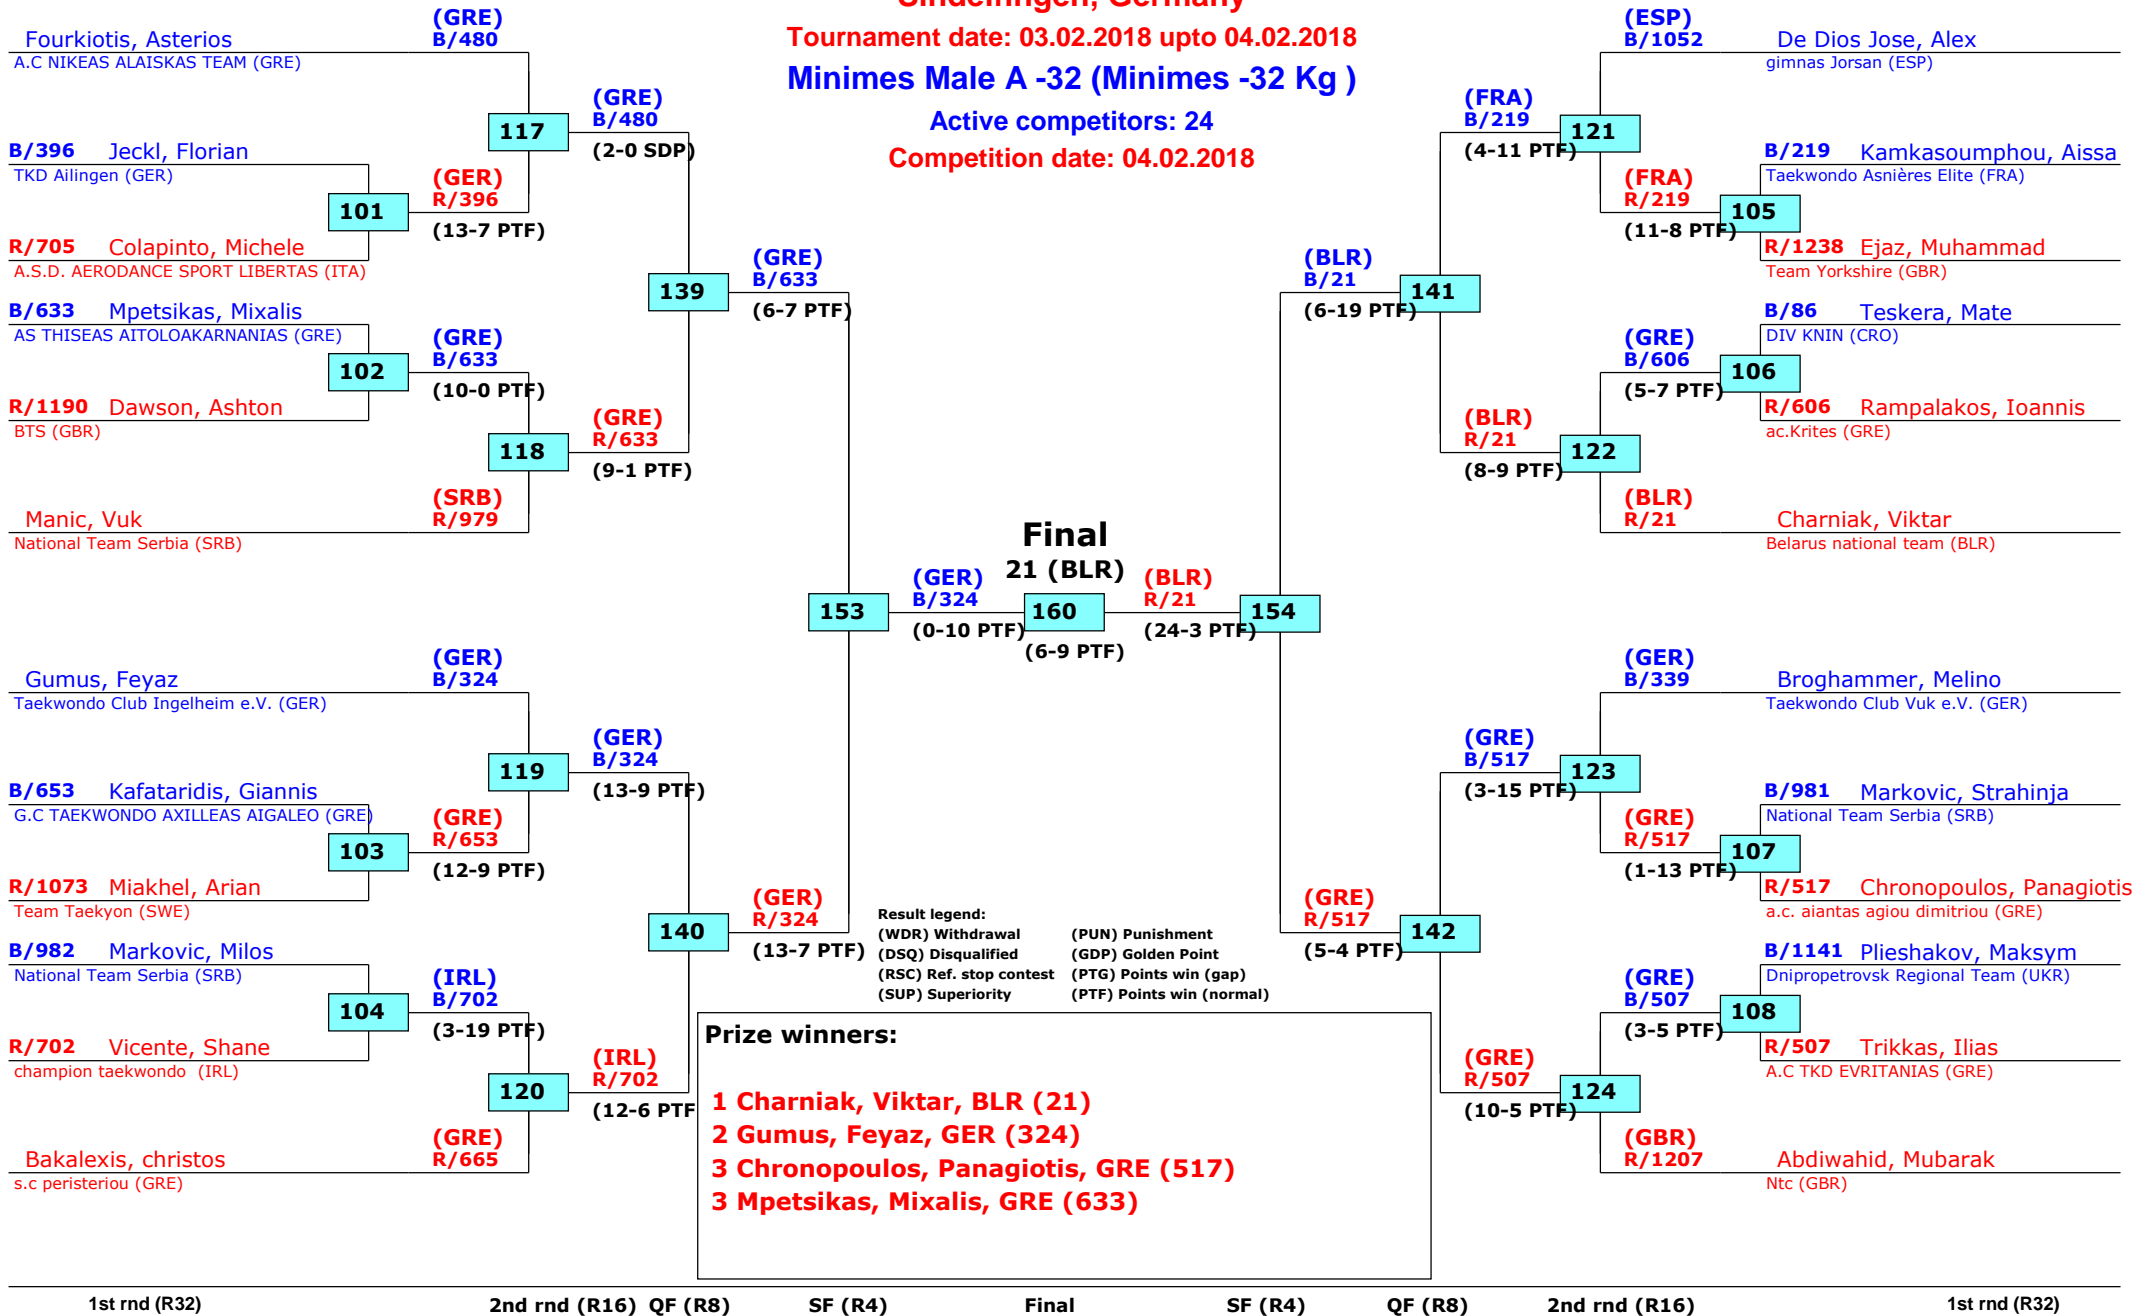 Sindelfingen, Germany
Tournament date: 03.02.2018 upto 04.02.2018
Minimes Male A -32 (Minimes -32 Kg )
Active competitors: 24
Competition date: 04.02.2018
Fourkiotis, Asterios
A.C NIKEAS ALAISKAS TEAM (GRE)
(GRE)
B/480
B/396 Jeckl, Florian
TKD Ailingen (GER)
101
R/705 Colapinto, Michele
A.S.D. AERODANCE SPORT LIBERTAS (ITA)
(GER)
R/396
(13-7 PTF)
117
(GRE)
B/480
(2-0 SDP)
B/633 Mpetsikas, Mixalis
AS THISEAS AITOLOAKARNANIAS (GRE)
102
R/1190 Dawson, Ashton
BTS (GBR)
(GRE)
B/633
(10-0 PTF)
118
Manic, Vuk
National Team Serbia (SRB)
(SRB)
R/979
(GRE)
R/633
(9-1 PTF)
139
(GRE)
B/633
(6-7 PTF)
Gumus, Feyaz
Taekwondo Club Ingelheim e.V. (GER)
(GER)
B/324
B/653 Kafataridis, Giannis
G.C TAEKWONDO AXILLEAS AIGALEO (GRE)
103
R/1073 Miakhel, Arian
Team Taekyon (SWE)
(GRE)
R/653
(12-9 PTF)
119
(GER)
B/324
(13-9 PTF)
B/982 Markovic, Milos
National Team Serbia (SRB)
104
R/702 Vicente, Shane
champion taekwondo (IRL)
(IRL)
B/702
(3-19 PTF)
120
Bakalexis, christos
s.c peristeriou (GRE)
(GRE)
R/665
(IRL)
R/702
(12-6 PTF
140
(GER)
R/324
(13-7 PTF)
153
(GER)
B/324
(0-10 PTF)
Final
21 (BLR)
160
(6-9 PTF)
(BLR)
R/21
(24-3 PTF)
154
(BLR)
B/21
(6-19 PTF)
141
(FRA)
B/219
(4-11 PTF)
121
(ESP)
B/1052
De Dios Jose, Alex
gimnas Jorsan (ESP)
(FRA)
R/219
(11-8 PTF)
105
B/219 Kamkasoumphou, Aissa
Taekwondo Asnières Elite (FRA)
R/1238 Ejaz, Muhammad
Team Yorkshire (GBR)
(BLR)
R/21
(8-9 PTF)
122
(GRE)
B/606
(5-7 PTF)
106
B/86 Teskera, Mate
DIV KNIN (CRO)
R/606 Rampalakos, Ioannis
ac.Krites (GRE)
(BLR)
R/21
Charniak, Viktar
Belarus national team (BLR)
(GRE)
R/517
(5-4 PTF)
142
(GRE)
B/517
(3-15 PTF)
123
(GER)
B/339
Broghammer, Melino
Taekwondo Club Vuk e.V. (GER)
(GRE)
R/517
(1-13 PTF)
107
B/981 Markovic, Strahinja
National Team Serbia (SRB)
R/517 Chronopoulos, Panagiotis
a.c. aiantas agiou dimitriou (GRE)
(GRE)
R/507
(10-5 PTF)
124
(GRE)
B/507
(3-5 PTF)
108
B/1141 Plieshakov, Maksym
Dnipropetrovsk Regional Team (UKR)
R/507 Trikkas, Ilias
A.C TKD EVRITANIAS (GRE)
(GBR)
R/1207
Abdiwahid, Mubarak
Ntc (GBR)
Result legend:
(WDR) Withdrawal (PUN) Punishment
(DSQ) Disqualified (GDP) Golden Point
(RSC) Ref. stop contest (PTG) Points win (gap)
(SUP) Superiority (PTF) Points win (normal)
Prize winners:
1 Charniak, Viktar, BLR (21)
2 Gumus, Feyaz, GER (324)
3 Chronopoulos, Panagiotis, GRE (517)
3 Mpetsikas, Mixalis, GRE (633)
1st rnd (R32) 2nd rnd (R16) QF (R8) SF (R4) Final SF (R4) QF (R8) 2nd rnd (R16) 1st rnd (R32)